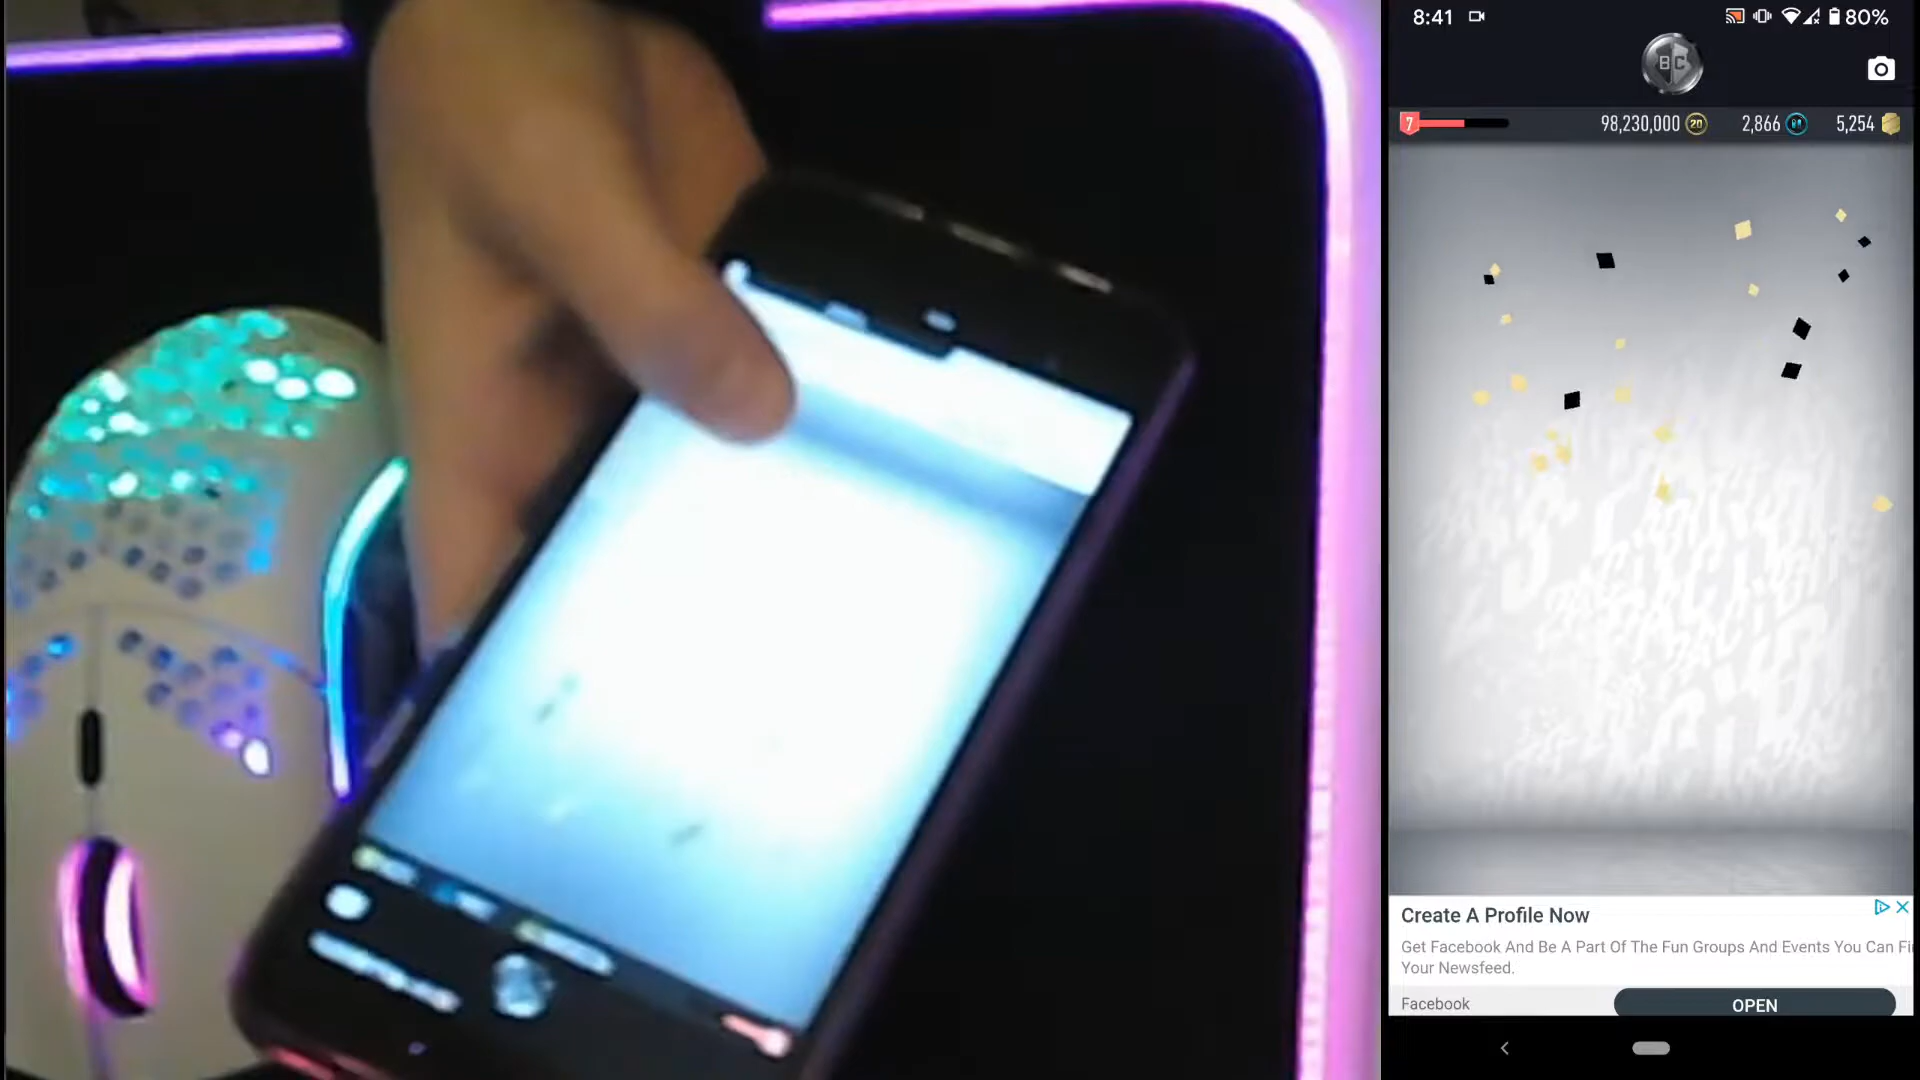 8:41
80%
BC
7
98,230,000
20
2,866
5,254
Create A Profile Now
Get Facebook And Be A Part Of The Fun Groups And Events You Can Fi
Your Newsfeed.
Facebook
OPEN